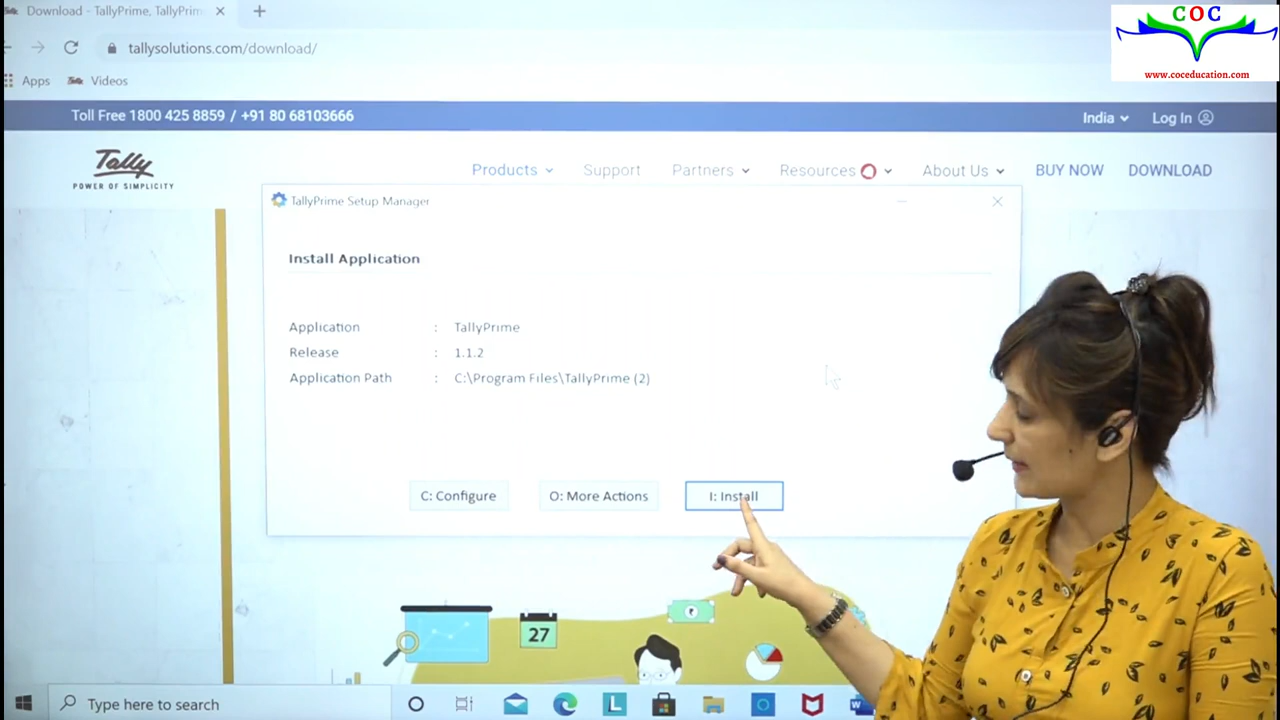 Download - TallyPrime, TallyPrim
COC
www.coceducation.com
tallysolutions.com/download/
Apps
Videos
Toll Free 1800 425 8859 / +91 80 68103666
India
Log In
Tally
POWER OF SIMPLICITY
Products
Support
Partners
Resources
About Us
BUY NOW
DOWNLOAD
TallyPrime Setup Manager
Install Application
Application : TallyPrime
Release : 1.1.2
Application Path : C:\Program Files\TallyPrime (2)
C: Configure
O: More Actions
I: Install
27
₹
Type here to search
L
W